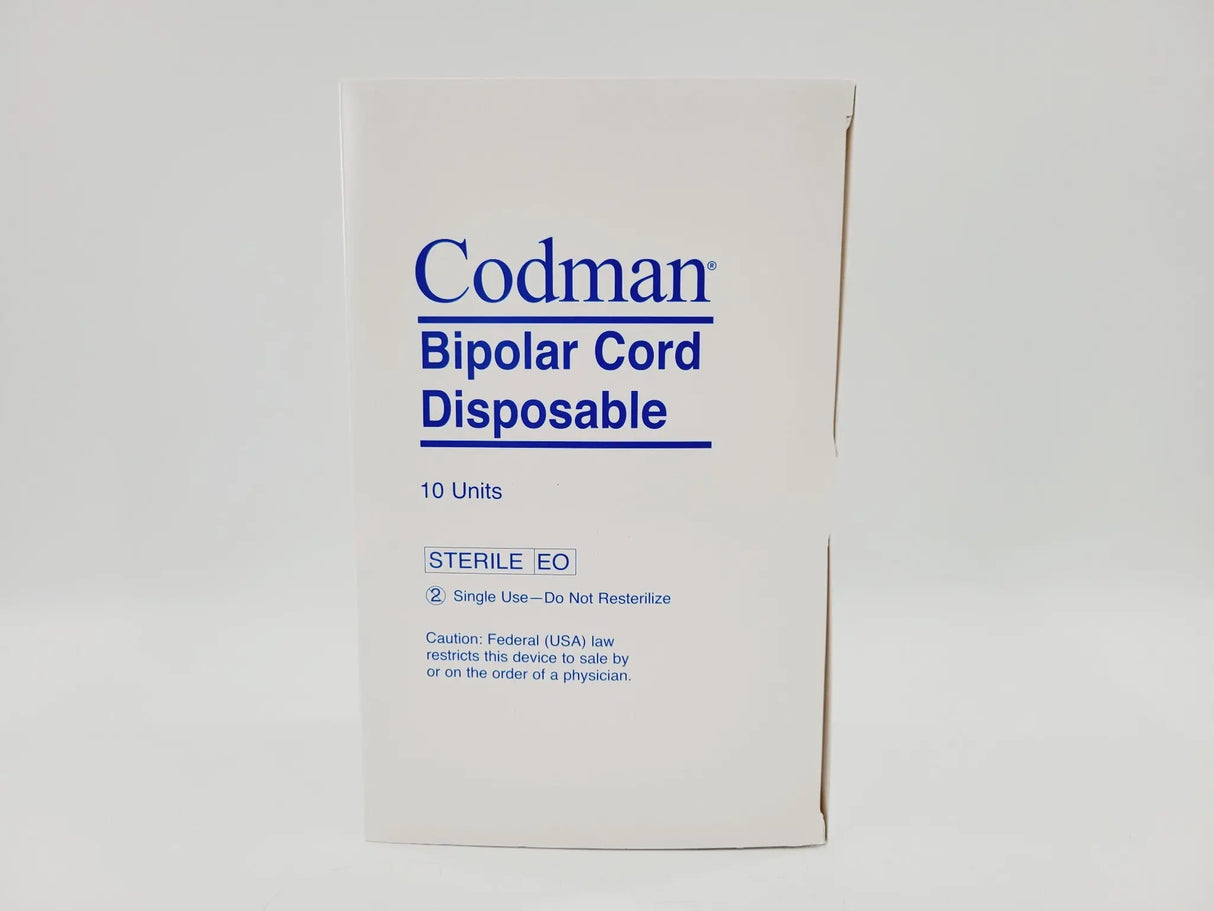 Codman®
Bipolar Cord
Disposable
10 Units
STERILE EO
② Single Use—Do Not Resterilize
Caution: Federal (USA) law
restricts this device to sale by
or on the order of a physician.